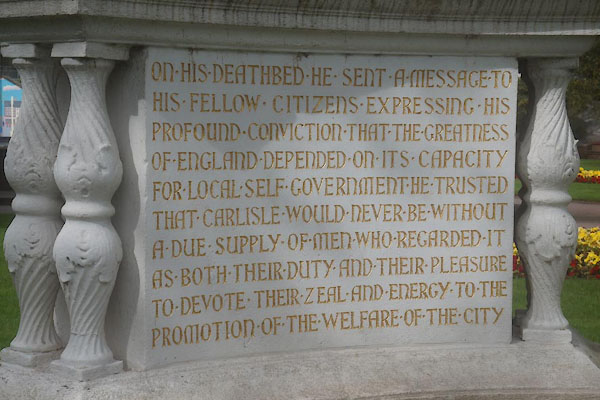 ON·HIS·DEATHBED·HE·SENT·A·MESSAGE·TO
HIS·FELLOW·CITIZENS·EXPRESSING·HIS
PROFOUND·CONVICTION·THAT·THE·GREATNESS
OF·ENGLAND·DEPENDED·ON·ITS·CAPACITY
FOR·LOCAL·SELF·GOVERNMENT·HE·TRUSTED
THAT·CARLISLE·WOULD·NEVER·BE·WITHOUT
A·DUE·SUPPLY·OF·MEN·WHO·REGARDED·IT
AS·BOTH·THEIR·DUTY·AND·THEIR·PLEASURE
TO·DEVOTE·THEIR·ZEAL·AND·ENERGY·TO·THE
PROMOTION·OF·THE·WELFARE·OF·THE·CITY